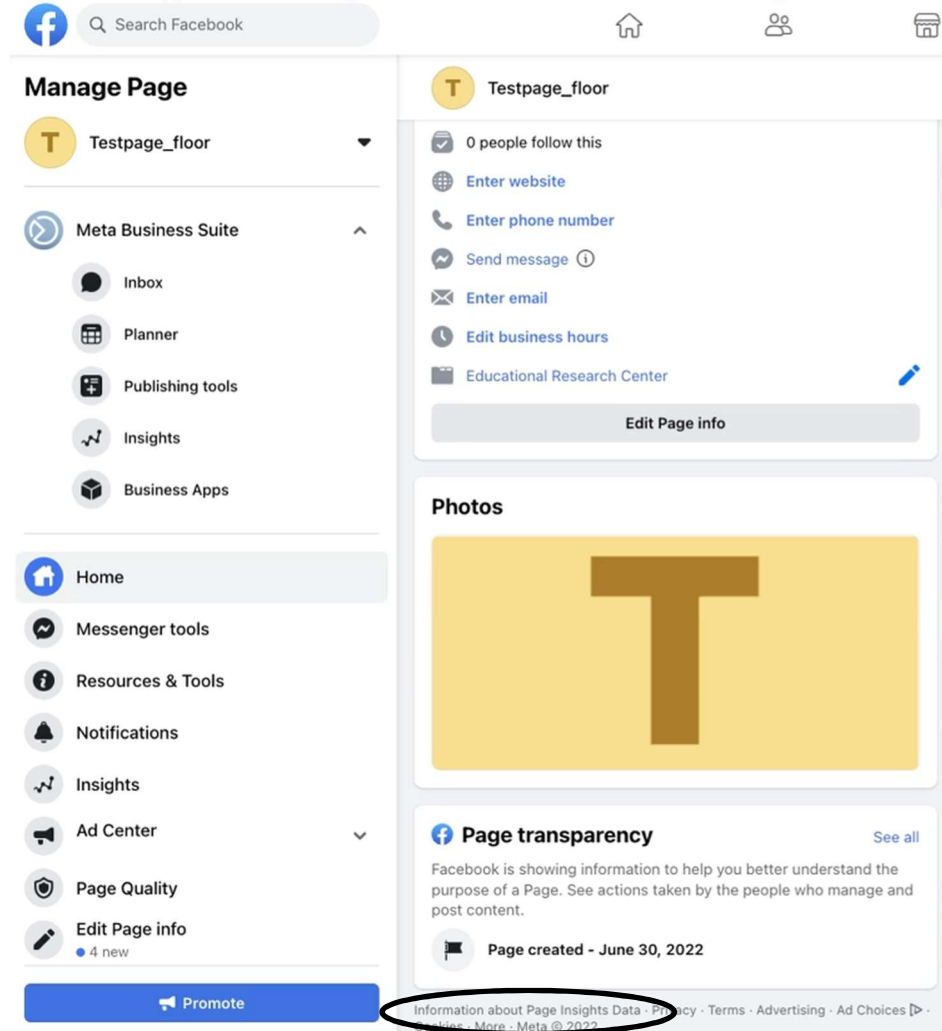 Search Facebook
Manage Page
Testpage_floor
Meta Business Suite
Inbox
Planner
Publishing tools
Insights
Business Apps
Home
Messenger tools
Resources & Tools
Notifications
Insights
Ad Center
Page Quality
Edit Page info
4 new
Promote
T Testpage_floor
0 people follow this
Enter website
Enter phone number
Send message
Enter email
Edit business hours
Educational Research Center
Edit Page info
Photos
T
Page transparency
See all
Facebook is showing information to help you better understand the
purpose of a Page. See actions taken by the people who manage and
post content.
Page created - June 30, 2022
Information about Page Insights Data · Privacy · Terms · Advertising · Ad Choices ·
Cookies · More · Meta © 2022